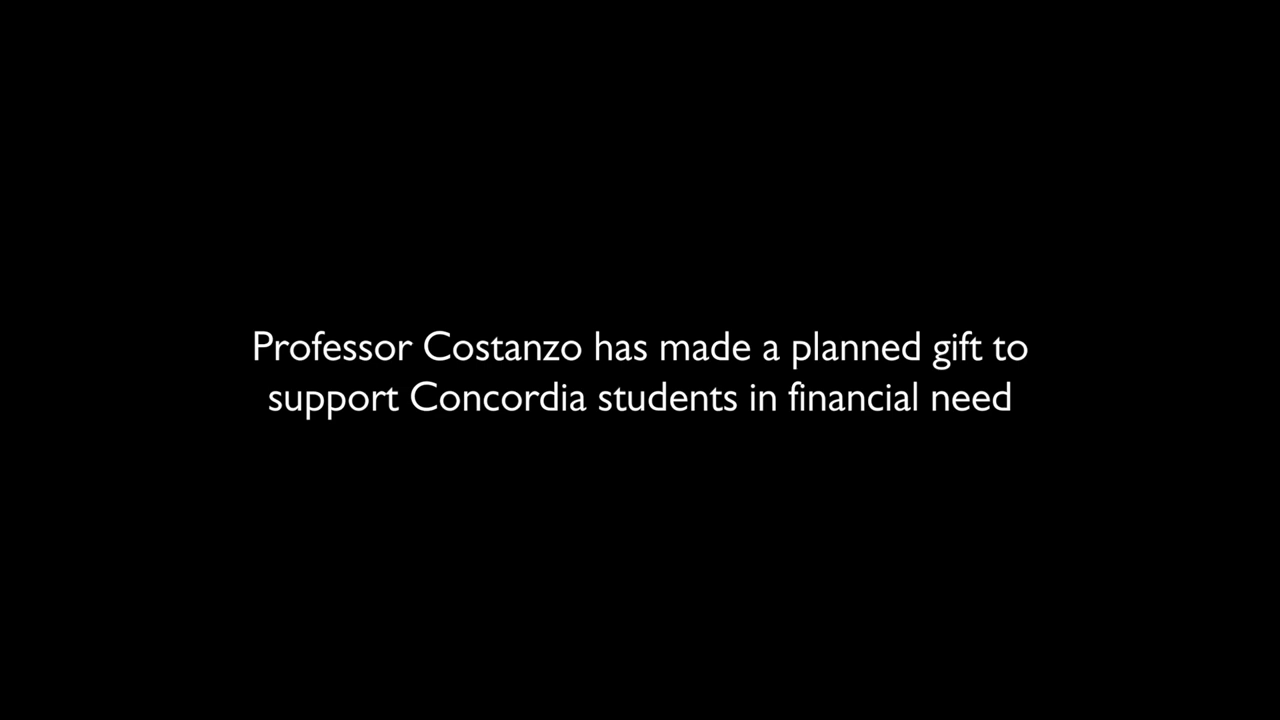 Professor Costanzo has made a planned gift to
support Concordia students in financial need